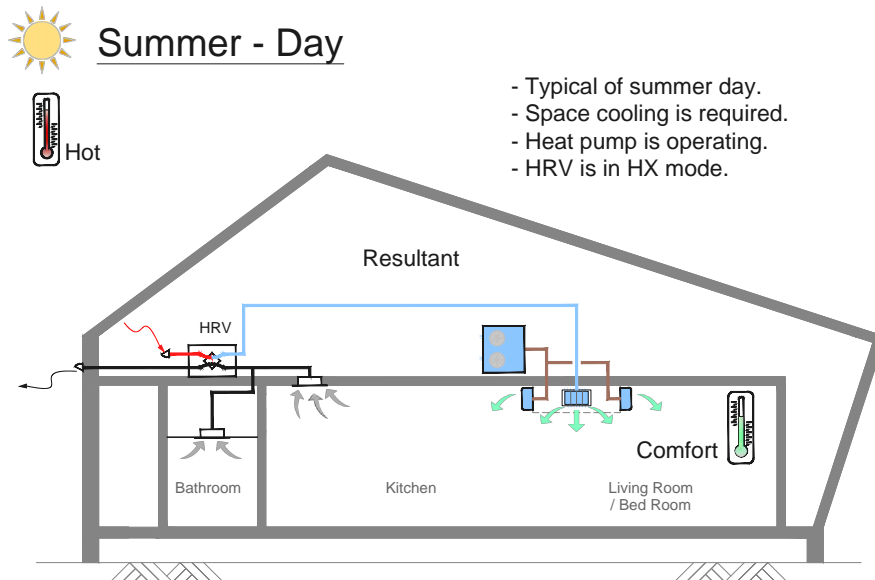 Summer - Day
Hot
- Typical of summer day.
- Space cooling is required.
- Heat pump is operating.
- HRV is in HX mode.
Resultant
HRV
Comfort
Bathroom
Kitchen
Living Room
/ Bed Room